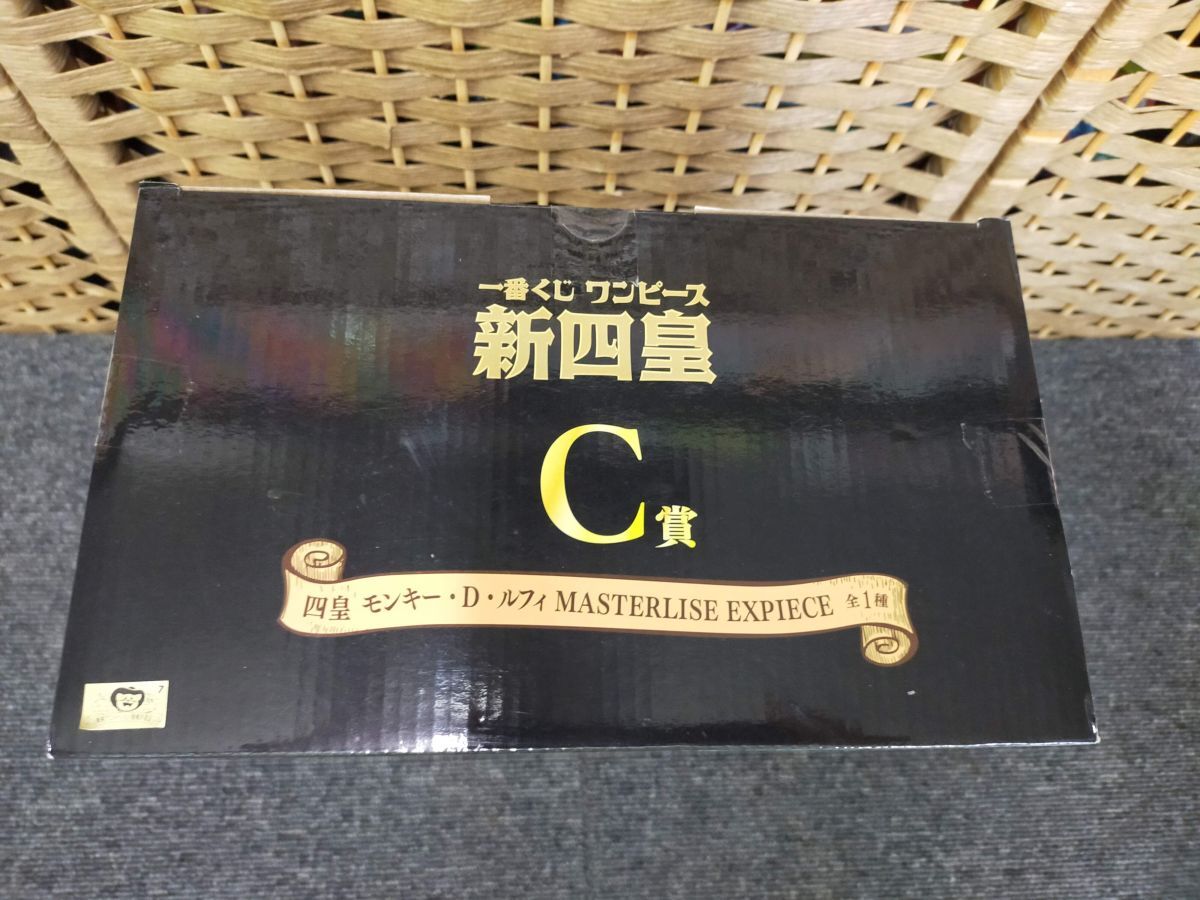 一番くじ ワンピース
新四皇
C賞
四皇 モンキー・D・ルフィ MASTERLISE EXPIECE 全1種
7